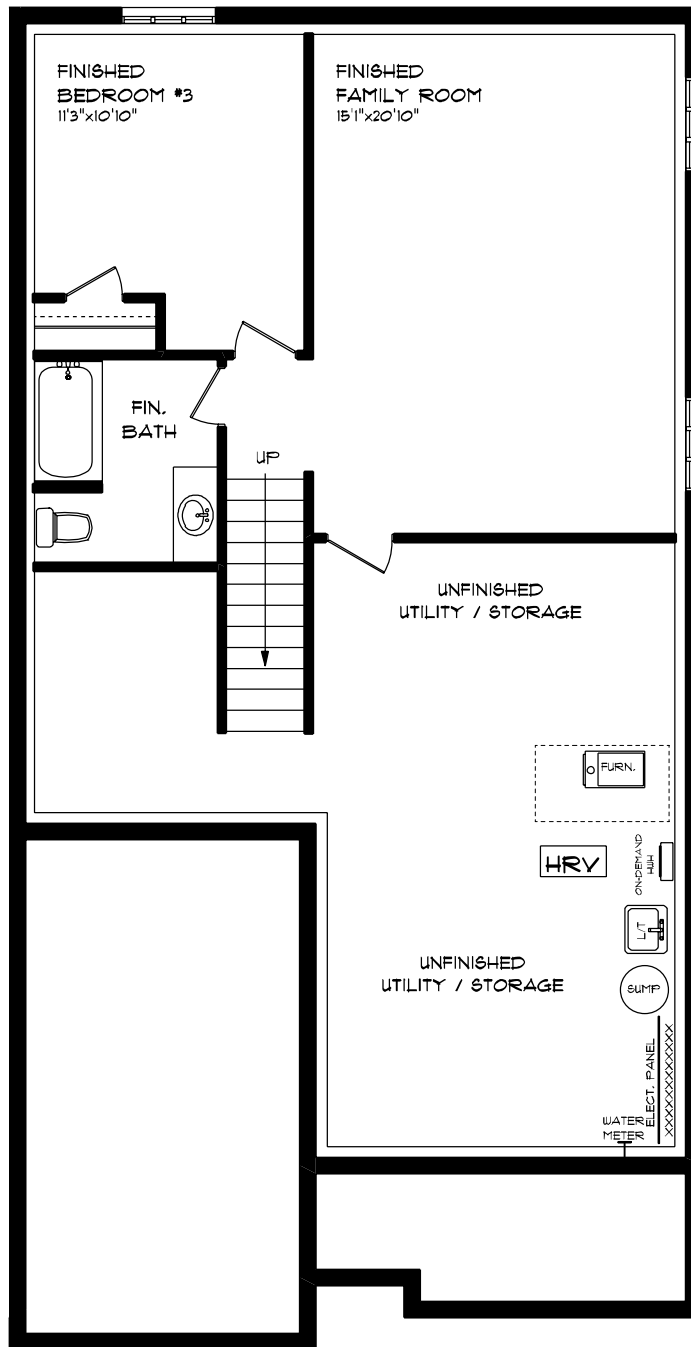 FINISHED
BEDROOM #3
11'3"x10'10"
FINISHED
FAMILY ROOM
15'1"x20'10"
FIN.
BATH
UP
UNFINISHED
UTILITY / STORAGE
FURN.
HRV
ON-DEMAND
HWH
L/T
UNFINISHED
UTILITY / STORAGE
SUMP
ELECT. PANEL
WATER
METER